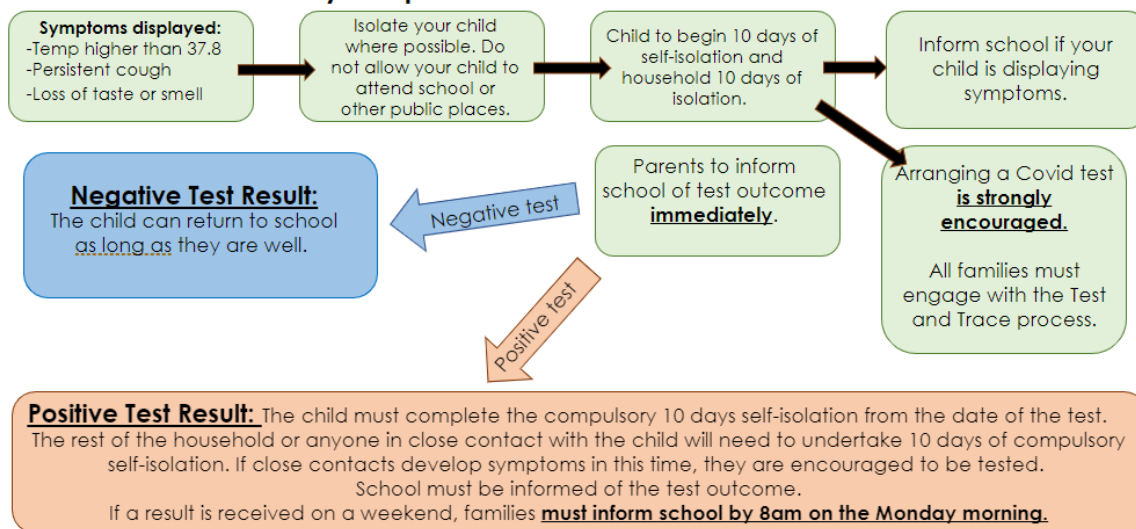 Symptoms displayed:
-Temp higher than 37.8
-Persistent cough
-Loss of taste or smell
Isolate your child
where possible. Do
not allow your child to
attend school or
other public places.
Child to begin 10 days of
self-isolation and
household 10 days of
isolation.
Inform school if your
child is displaying
symptoms.
Negative Test Result:
The child can return to school
as long as they are well.
Negative test
Parents to inform
school of test outcome
immediately.
Arranging a Covid test
is strongly
encouraged.
All families must
engage with the Test
and Trace process.
Positive test
Positive Test Result: The child must complete the compulsory 10 days self-isolation from the date of the test.
The rest of the household or anyone in close contact with the child will need to undertake 10 days of compulsory
self-isolation. If close contacts develop symptoms in this time, they are encouraged to be tested.
School must be informed of the test outcome.
If a result is received on a weekend, families must inform school by 8am on the Monday morning.